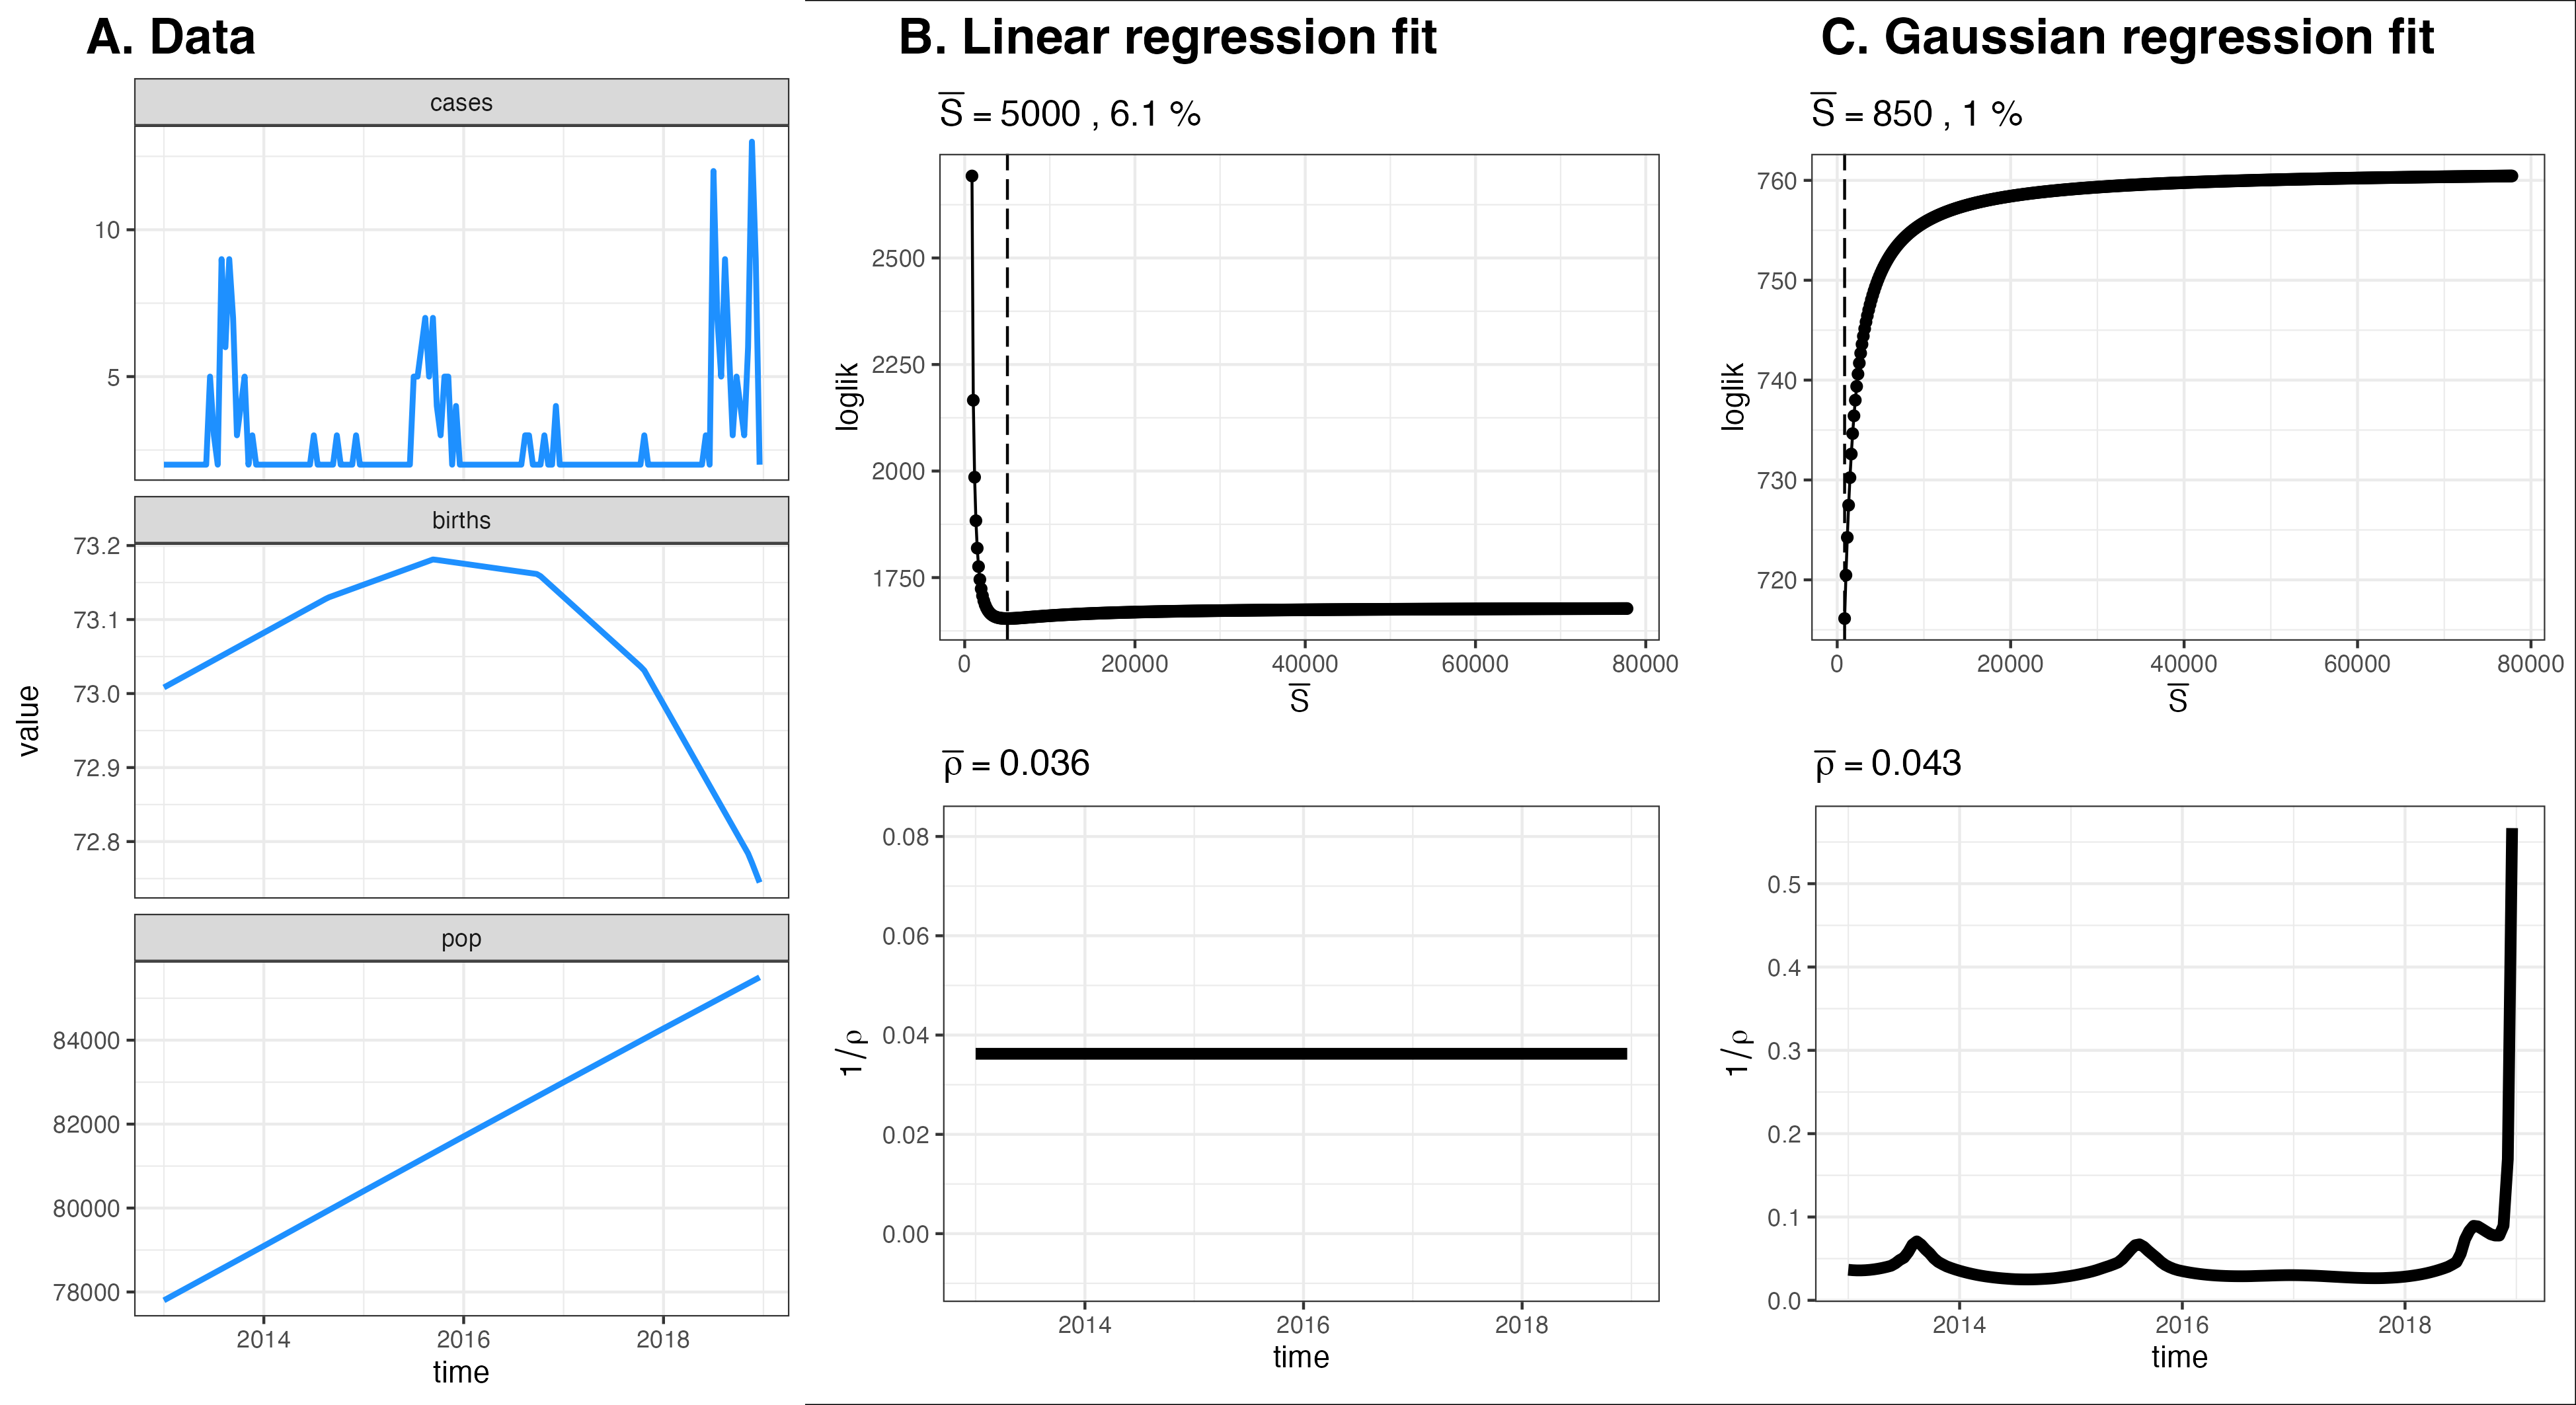 A. Data
cases
10
5
births
73.2
73.1
73.0
72.9
72.8
pop
84000
82000
80000
78000
2014 2016 2018
time
value
B. Linear regression fit
S̅ = 5000 , 6.1 %
2500
2250
2000
1750
loglik
0 20000 40000 60000 80000
S̅
ρ̅ = 0.036
0.08
0.06
0.04
0.02
0.00
1/ρ
2014 2016 2018
time
C. Gaussian regression fit
S̅ = 850 , 1 %
760
750
740
730
720
loglik
0 20000 40000 60000 80000
S̅
ρ̅ = 0.043
0.5
0.4
0.3
0.2
0.1
0.0
1/ρ
2014 2016 2018
time